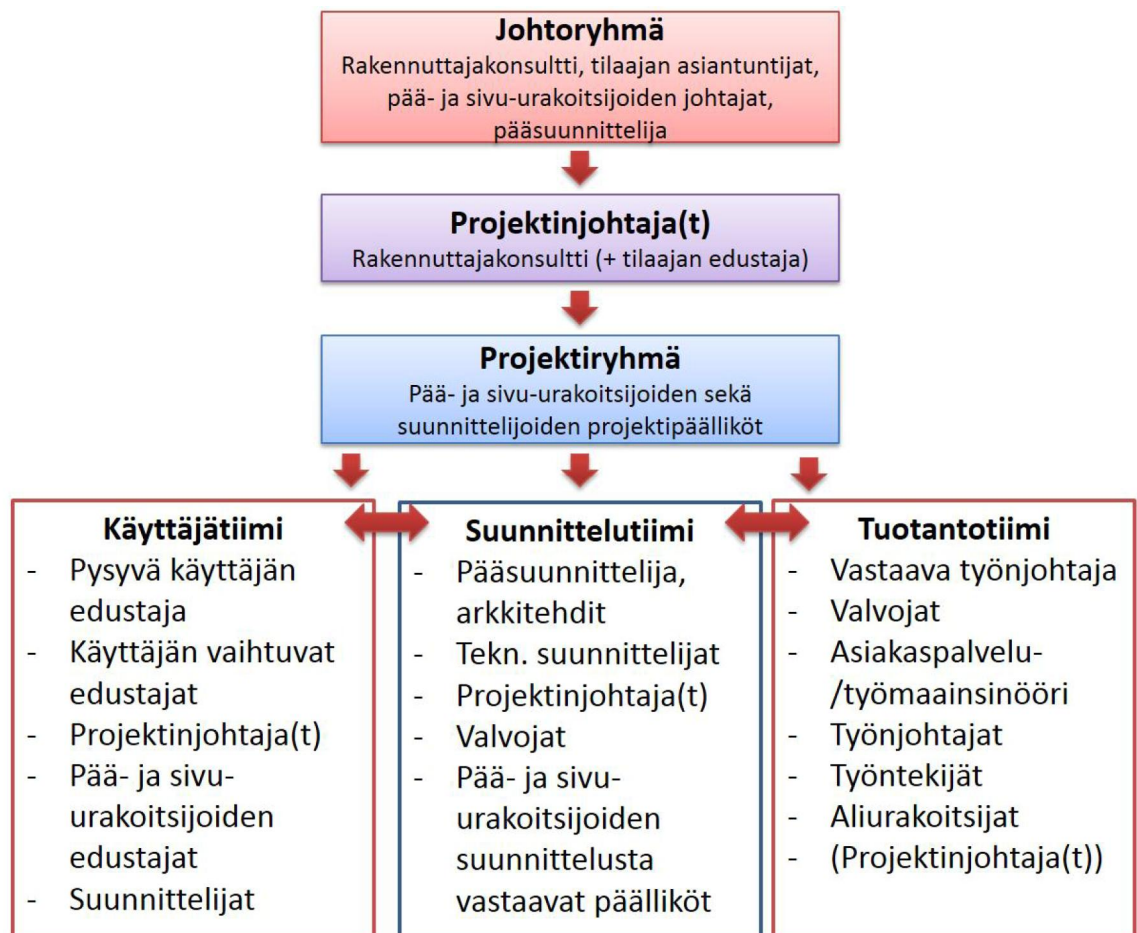 Johtoryhmä
Rakennuttajakonsultti, tilaajan asiantuntijat,
pää- ja sivu-urakoitsijoiden johtajat,
pääsuunnittelija
Projektinjohtaja(t)
Rakennuttajakonsultti (+ tilaajan edustaja)
Projektiryhmä
Pää- ja sivu-urakoitsijoiden sekä
suunnittelijoiden projektipäälliköt
Käyttäjätiimi
- Pysyvä käyttäjän
edustaja
- Käyttäjän vaihtuvat
edustajat
- Projektinjohtaja(t)
- Pää- ja sivu-
urakoitsijoiden
edustajat
- Suunnittelijat
Suunnittelutiimi
- Pääsuunnittelija,
arkkitehdit
- Tekn. suunnittelijat
- Projektinjohtaja(t)
- Valvojat
- Pää- ja sivu-
urakoitsijoiden
suunnittelusta
vastaavat päälliköt
Tuotantotiimi
- Vastaava työnjohtaja
- Valvojat
- Asiakaspalvelu-
/työmaainsinööri
- Työnjohtajat
- Työntekijät
- Aliurakoitsijat
- (Projektinjohtaja(t))